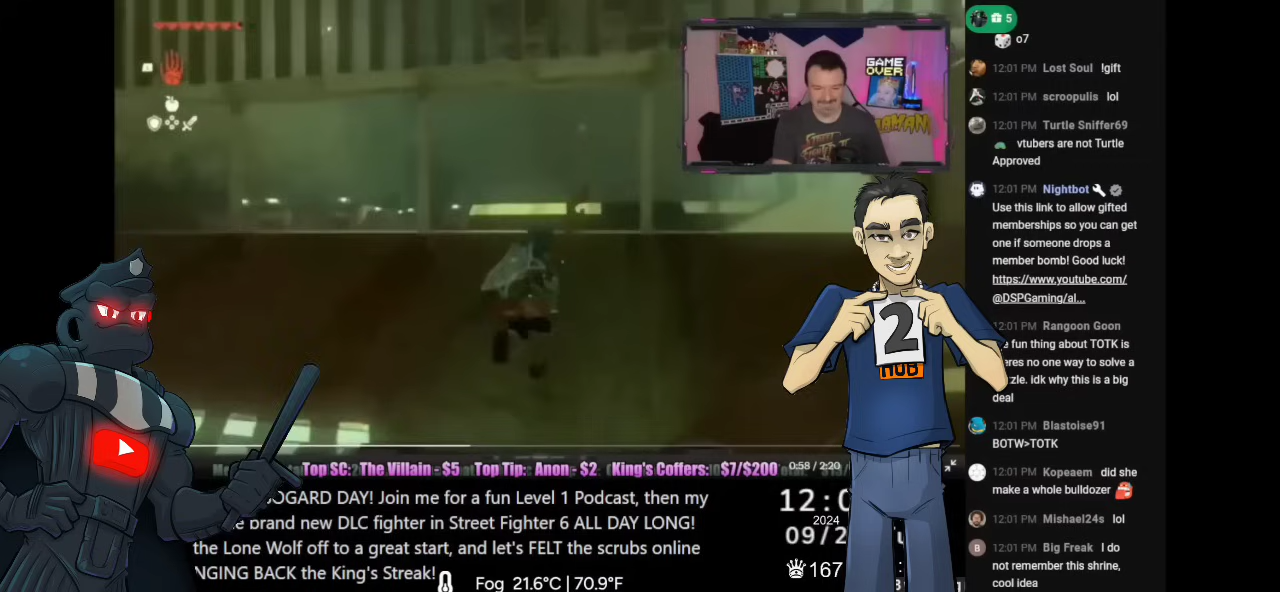 GAME
OVER
5
o7
12:01 PM Lost Soul !gift
12:01 PM scroopulis lol
12:01 PM Turtle Sniffer69
vtubers are not Turtle
Approved
12:01 PM Nightbot
Use this link to allow gifted
memberships so you can get
one if someone drops a
member bomb! Good luck!
https://www.youtube.com/
@DSPGaming/al...
12:01 PM Rangoon Goon
fun thing about TOTK is
no one way to solve a
idk why this is a big
deal
12:01 PM Blastoise91
BOTW>TOTK
12:01 PM Kopeaem did she
make a whole bulldozer
12:01 PM Mishael24s lol
B 12:01 PM Big Freak I do
not remember this shrine,
cool idea
2
HUB
Top SC: The Villain - $5 Top Tip: Anon - $2 King's Coffers: $7/$200
0:58 / 2:20
DAY! Join me for a fun Level 1 Podcast, then my
brand new DLC fighter in Street Fighter 6 ALL DAY LONG!
the Lone Wolf off to a great start, and let's FELT the scrubs online
BACK the King's Streak!
2024
167
Fog 21.6°C | 70.9°F